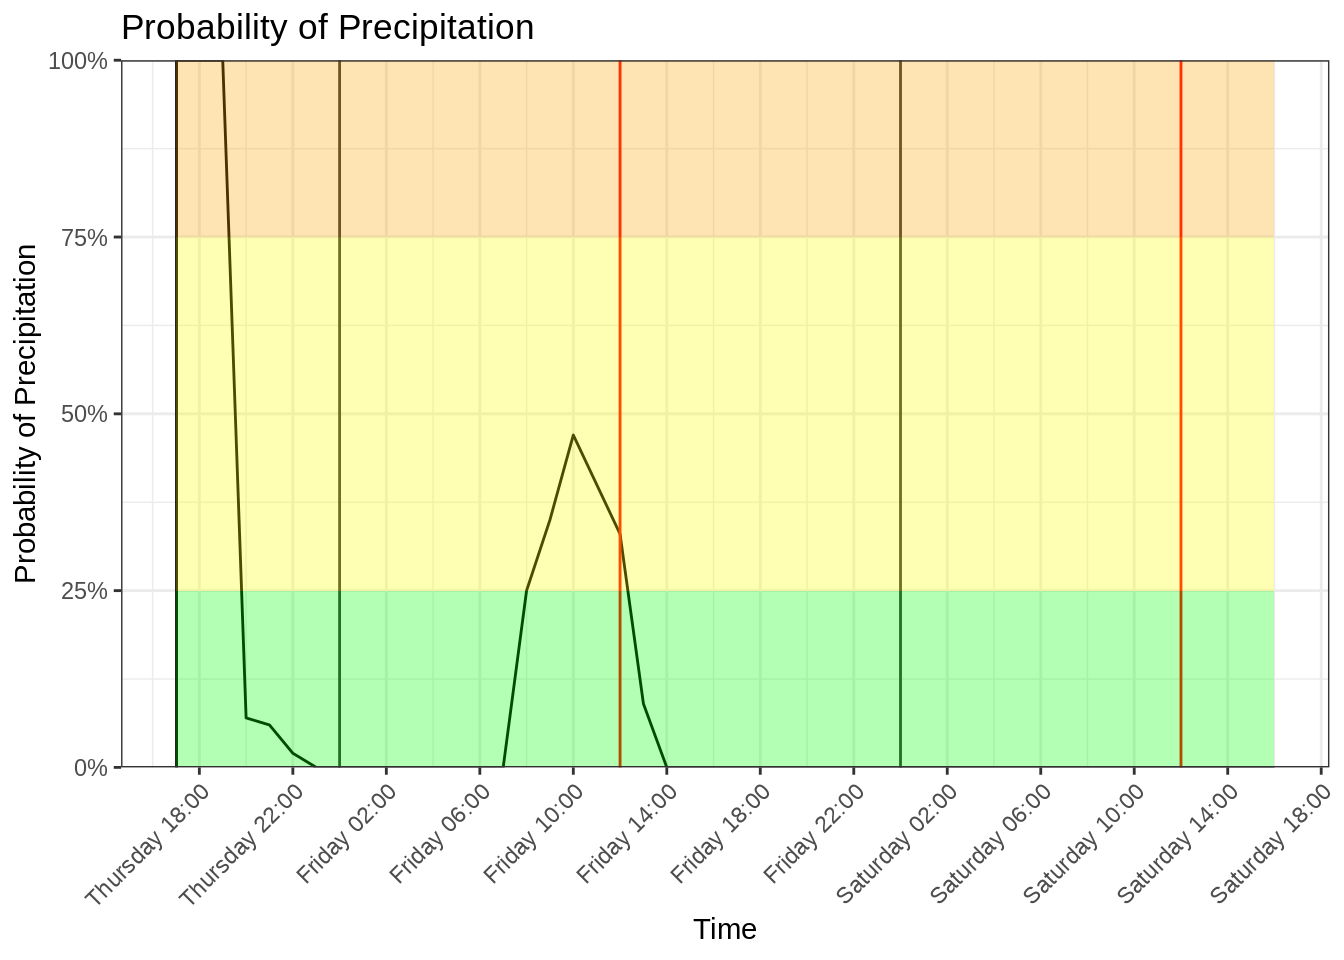 Probability of Precipitation
Probability of Precipitation
100%
75%
50%
25%
0%
Thursday 18:00
Thursday 22:00
Friday 02:00
Friday 06:00
Friday 10:00
Friday 14:00
Friday 18:00
Friday 22:00
Saturday 02:00
Saturday 06:00
Saturday 10:00
Saturday 14:00
Saturday 18:00
Time